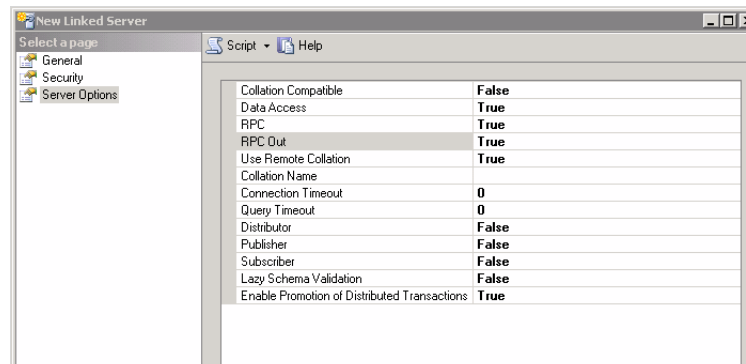 New Linked Server
Select a page
General
Security
Server Options
Script Help
Collation Compatible False
Data Access True
RPC True
RPC Out True
Use Remote Collation True
Collation Name
Connection Timeout 0
Query Timeout 0
Distributor False
Publisher False
Subscriber False
Lazy Schema Validation False
Enable Promotion of Distributed Transactions True